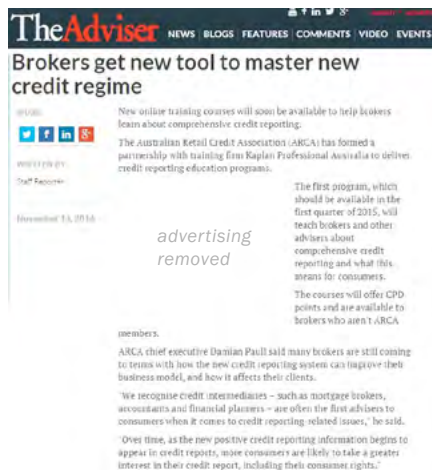 TheAdviser
NEWS BLOGS FEATURES COMMENTS VIDEO EVENTS
Brokers get new tool to master new
credit regime
New online training courses will soon be available to help brokers
learn about comprehensive credit reporting.
The Australian Retail Credit Association (ARCA) has formed a
partnership with training firm Kaplan Professional Australia to deliver
credit reporting education programs.
WRITTEN BY
Staff Reporter
The first program, which
should be available in the
first quarter of 2015, will
teach brokers and other
advisers about
comprehensive credit
reporting and what this
means for consumers.
advertising
removed
The courses will offer CPD
points and are available to
brokers who aren't ARCA
members.
ARCA chief executive Damian Paull said many brokers are still coming
to terms with how the new credit reporting system can improve their
business model, and how it affects their clients.
"We recognise credit intermediaries – such as mortgage brokers,
accountants and financial planners – are often the first advisers to
consumers when it comes to credit reporting-related issues," he said.
"Over time, as the new positive credit reporting information begins to
appear in credit reports, more consumers are likely to take a greater
interest in their credit report, including their consumer rights."